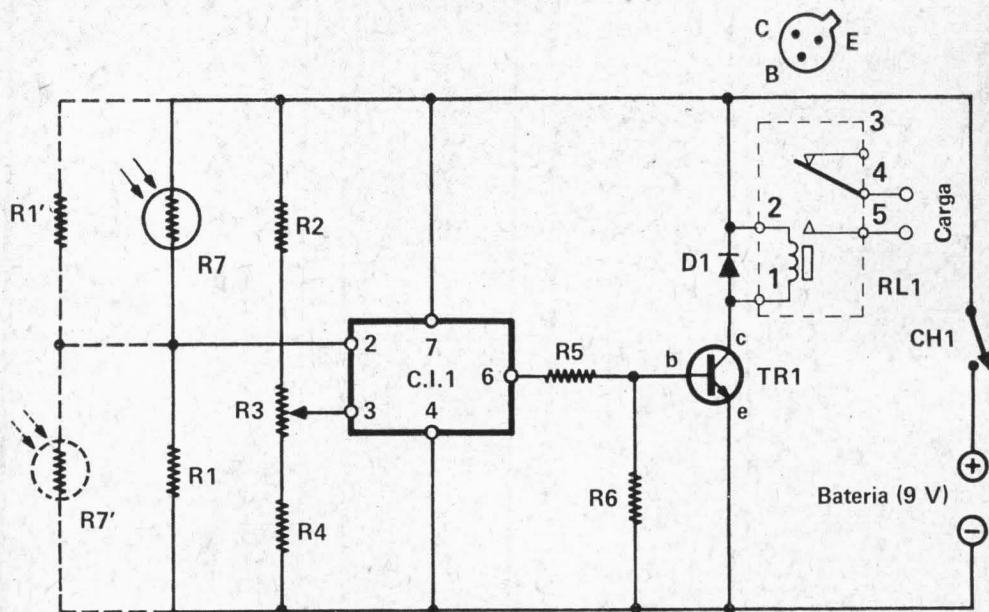 C
E
B
3
4
5
Carga
2
1
D1
RL1
R1'
R7
R2
CH1
2
7
C.I.1
6
3
4
R5
b
c
TR1
e
R3
R7'
R1
R4
R6
Bateria (9 V)
+
−